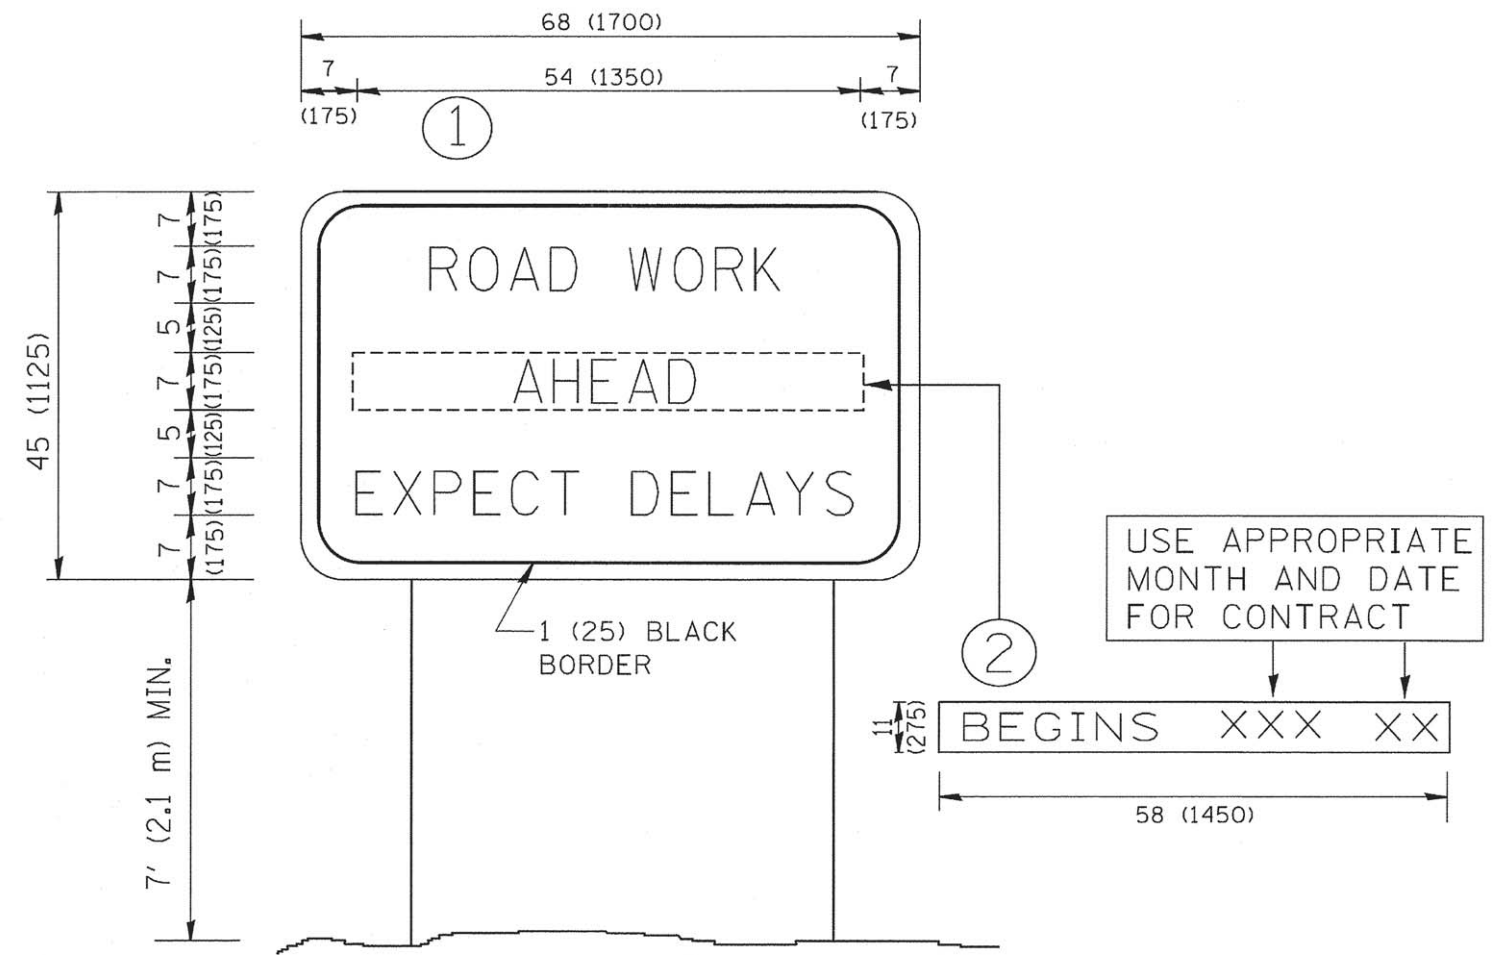 68 (1700)
7
54 (1350)
7
(175)
(175)
1
7
(175)
7
(175)
5
(125)
7
(175)
5
(125)
7
(175)
7
(175)
45 (1125)
ROAD WORK
AHEAD
EXPECT DELAYS
1 (25) BLACK
BORDER
7' (2.1 m) MIN.
2
USE APPROPRIATE
MONTH AND DATE
FOR CONTRACT
11
(275)
BEGINS XXX XX
58 (1450)